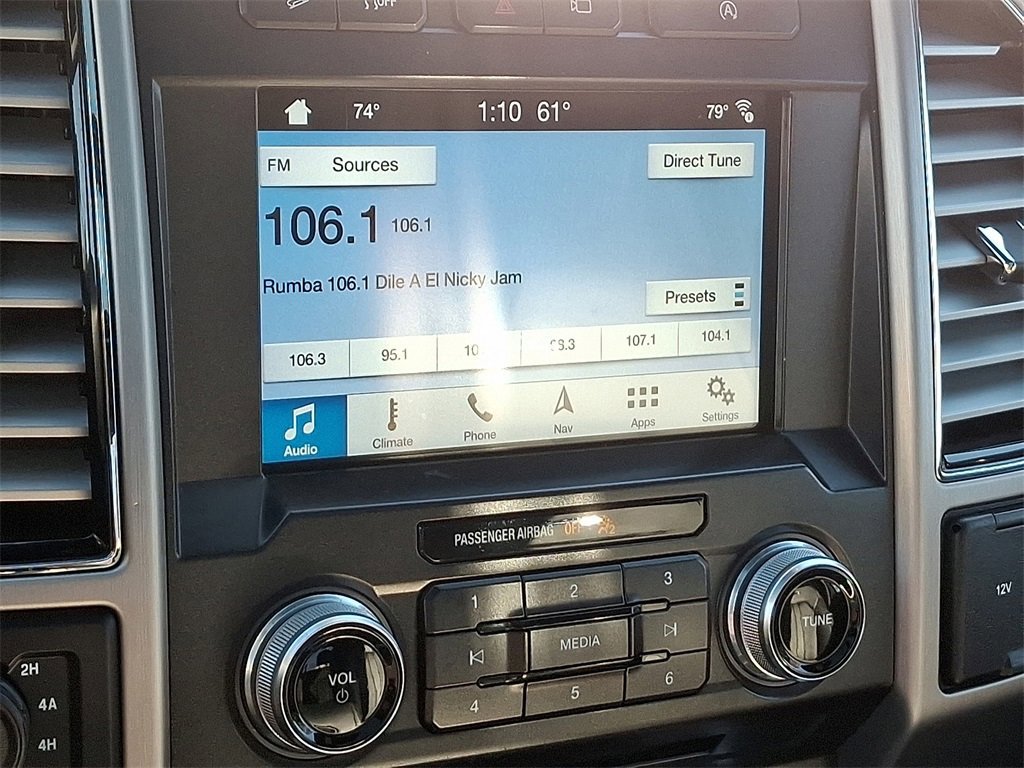 OFF
A
74° 1:10 61° 79°
FM Sources Direct Tune
106.1 106.1
Rumba 106.1 Dile A El Nicky Jam
Presets
106.3 95.1 107.1 104.1
Audio Climate Phone Nav Apps Settings
PASSENGER AIRBAG OFF
1 2 3
MEDIA
4 5 6
VOL
TUNE
12V
2H
4A
4H